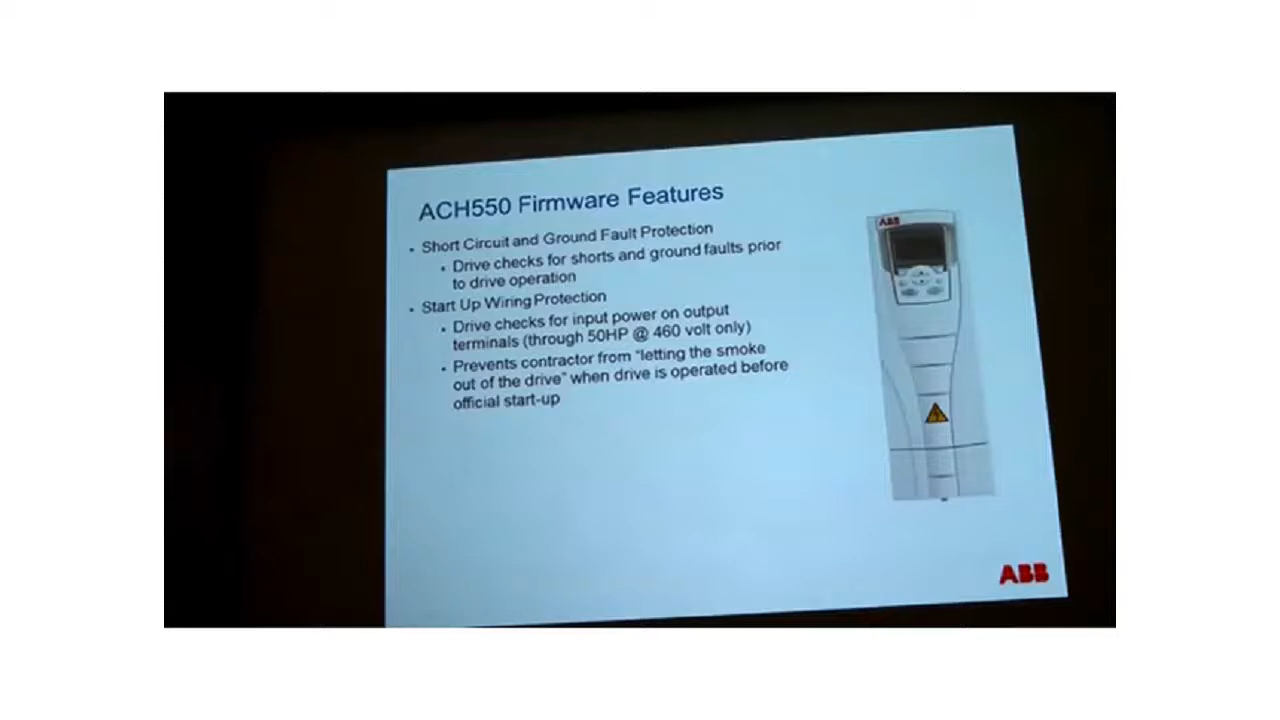 ACH550 Firmware Features
• Short Circuit and Ground Fault Protection
• Drive checks for shorts and ground faults prior
to drive operation
• Start Up Wiring Protection
• Drive checks for input power on output
terminals (through 50HP @ 460 volt only)
• Prevents contractor from “letting the smoke
out of the drive” when drive is operated before
official start-up
ABB
ABB